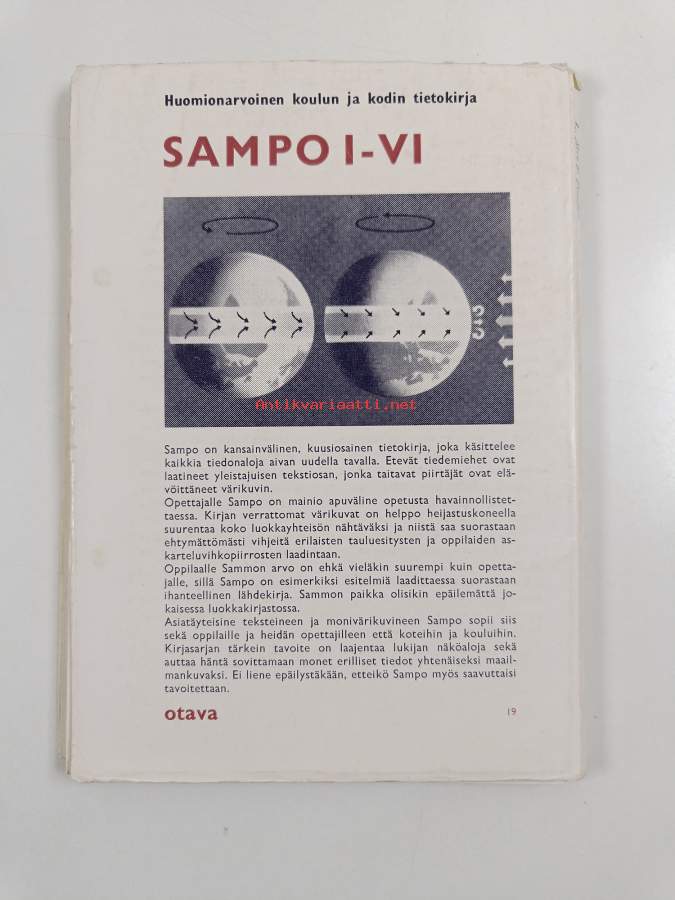 Huomionarvoinen koulun ja kodin tietokirja
SAMPO I-VI
Antikvariaatti.net
Sampo on kansainvälinen, kuusiosainen tietokirja, joka käsittelee
kaikkia tiedonaloja aivan uudella tavalla. Etevät tiedemiehet ovat
laatineet yleistajuisen tekstiosan, jonka taitavat piirtäjät ovat elä-
vöittäneet värikuvin.
Opettajalle Sampo on mainio apuväline opetusta havainnollistet-
taessa. Kirjan verrattomat värikuvat on helppo heijastuskoneella
suurentaa koko luokkayhteisön nähtäväksi ja niistä saa suorastaan
ehtymättömästi vihjeitä erilaisten tauluesitysten ja oppilaiden as-
karteluvihkopiirrosten laadintaan.
Oppilaalle Sammon arvo on ehkä vieläkin suurempi kuin opetta-
jalle, sillä Sampo on esimerkiksi esitelmiä laadittaessa suorastaan
ihanteellinen lähdekirja. Sammon paikka olisikin epäilemättä jo-
kaisessa luokkakirjastossa.
Asiatäyteisine teksteineen ja monivärikuvineen Sampo sopii siis
sekä oppilaille ja heidän opettajilleen että koteihin ja kouluihin.
Kirjasarjan tärkein tavoite on laajentaa lukijan näköaloja sekä
auttaa häntä sovittamaan monet erilliset tiedot yhtenäiseksi maail-
mankuvaksi. Ei liene epäilystäkään, etteikö Sampo myös saavuttaisi
tavoitettaan.
otava
19